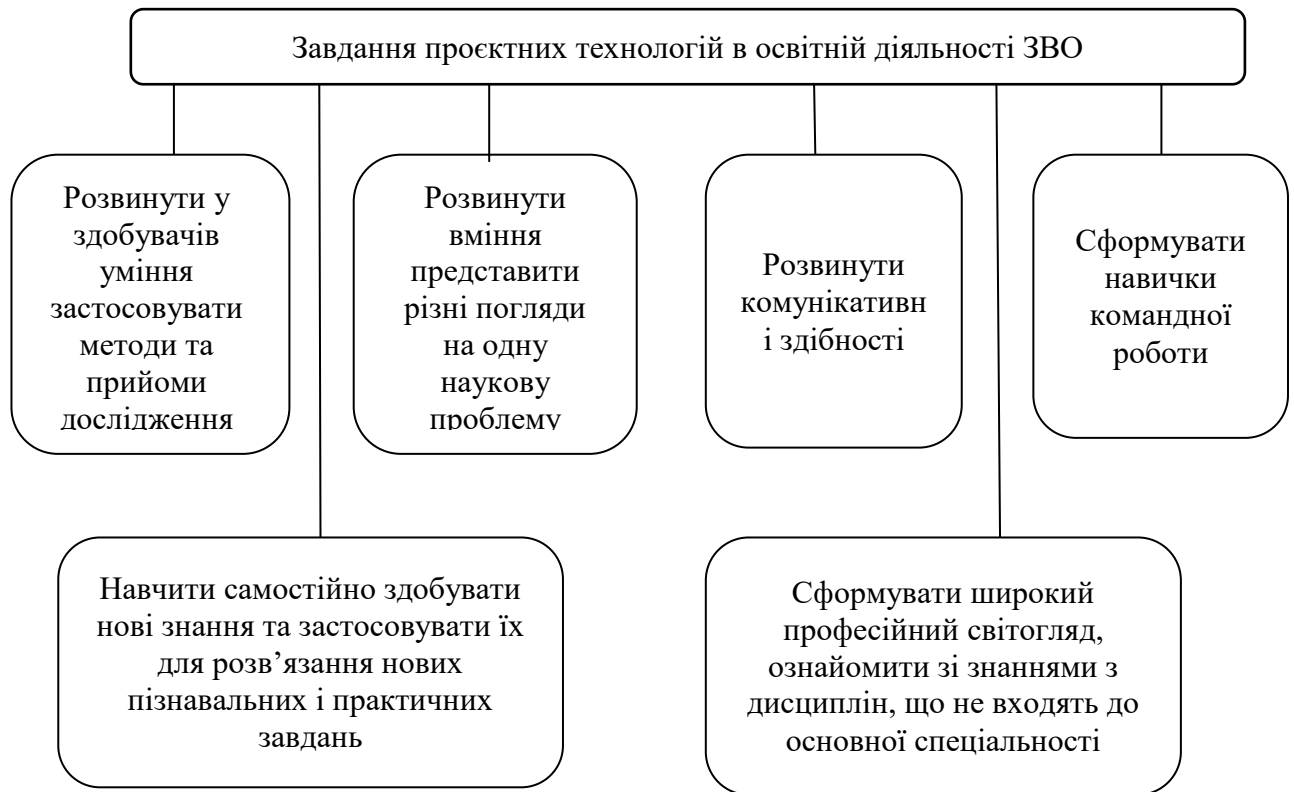 Завдання проєктних технологій в освітній діяльності ЗВО
Розвинути у
здобувачів
уміння
застосовувати
методи та
прийоми
дослідження
Розвинути
вміння
представити
різні погляди
на одну
наукову
проблему
Розвинути
комунікативн
і здібності
Сформувати
навички
командної
роботи
Навчити самостійно здобувати
нові знання та застосовувати їх
для розв’язання нових
пізнавальних і практичних
завдань
Сформувати широкий
професійний світогляд,
ознайомити зі знаннями з
дисциплін, що не входять до
основної спеціальності